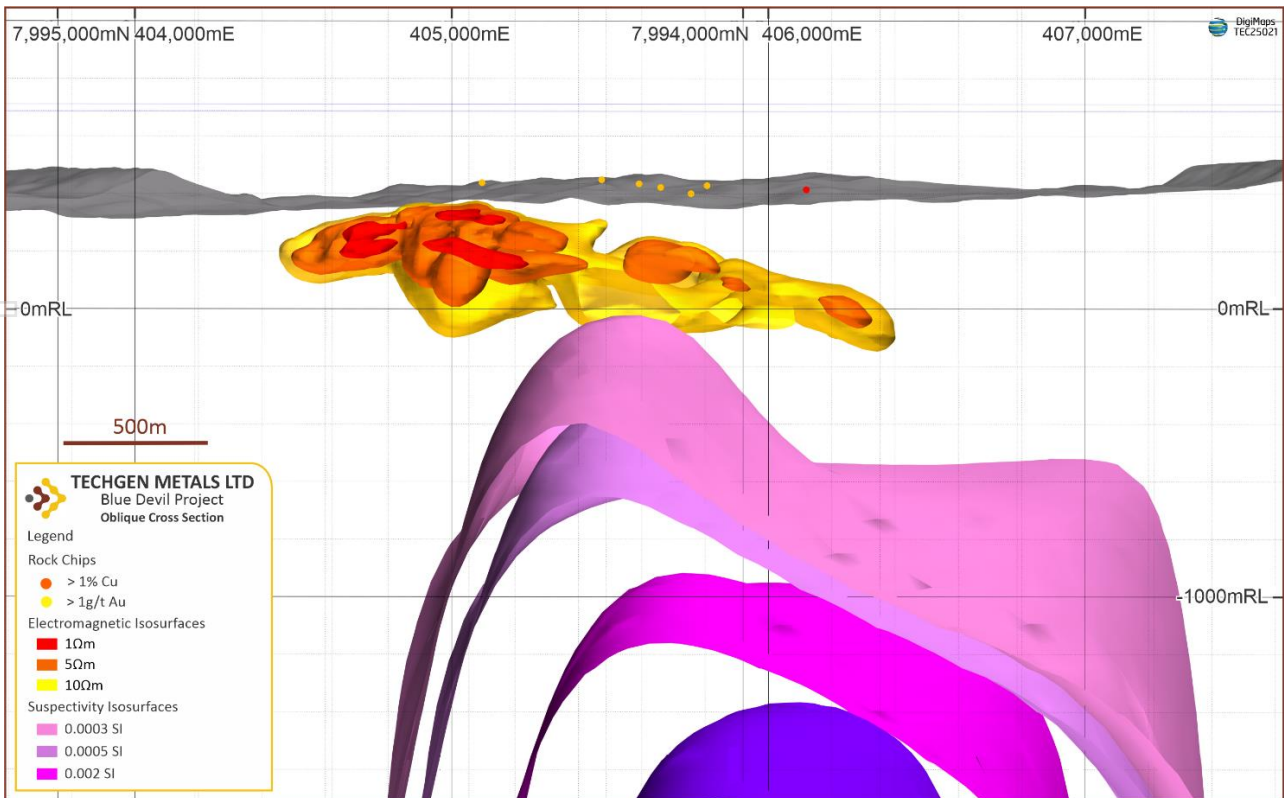 7,995,000mN 404,000mE 405,000mE 7,994,000mN 406,000mE 407,000mE
DigiMaps
TEC25021
0mRL 0mRL
500m
-1000mRL
TECHGEN METALS LTD
Blue Devil Project
Oblique Cross Section
Legend
Rock Chips
> 1% Cu
> 1g/t Au
Electromagnetic Isosurfaces
1Ωm
5Ωm
10Ωm
Suspectivity Isosurfaces
0.0003 SI
0.0005 SI
0.002 SI